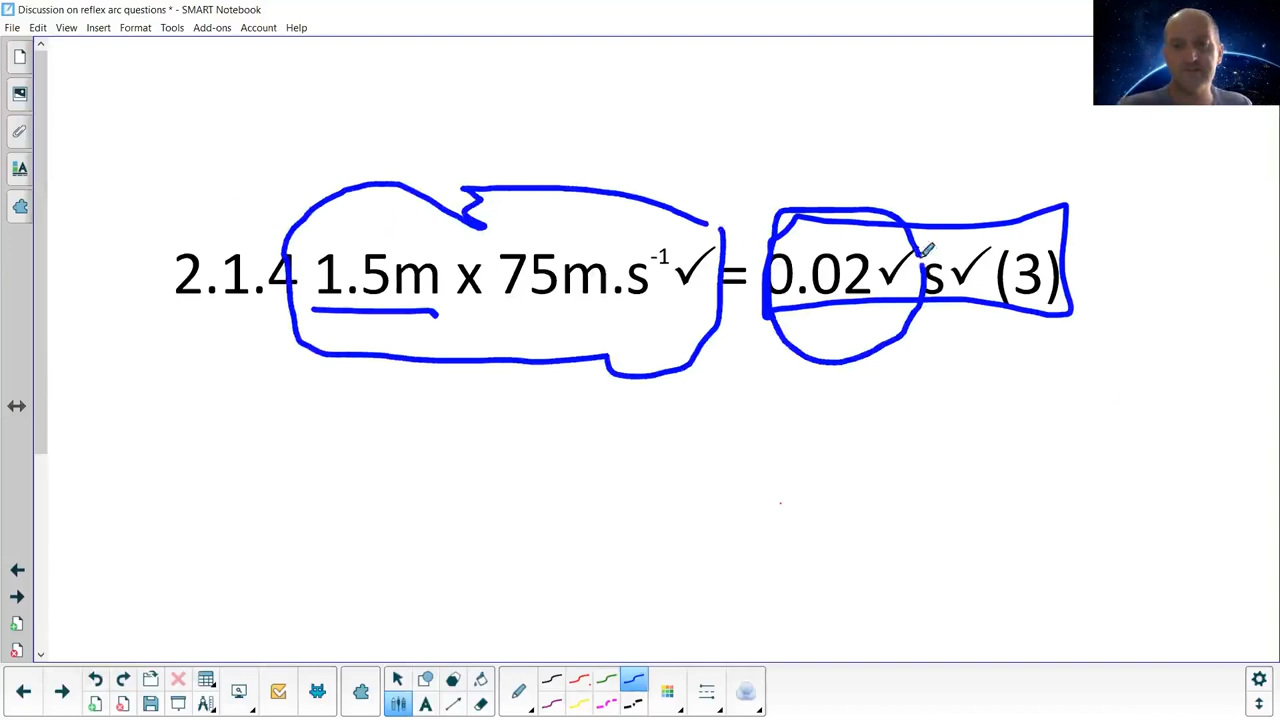 Discussion on reflex arc questions * - SMART Notebook
File Edit View Insert Format Tools Add-ons Account Help
2.1.4 1.5m x 75m.s⁻¹✓= 0.02✓s✓(3)